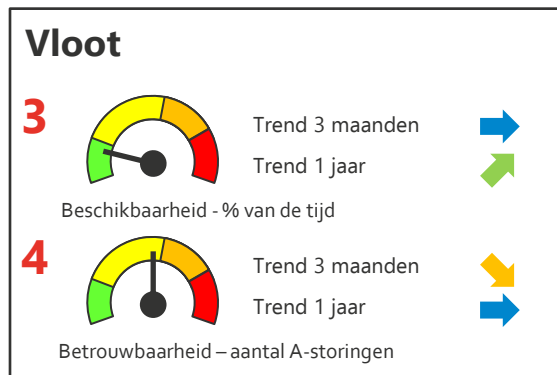 Vloot
3
Trend 3 maanden
Trend 1 jaar
Beschikbaarheid - % van de tijd
4
Trend 3 maanden
Trend 1 jaar
Betrouwbaarheid – aantal A-storingen